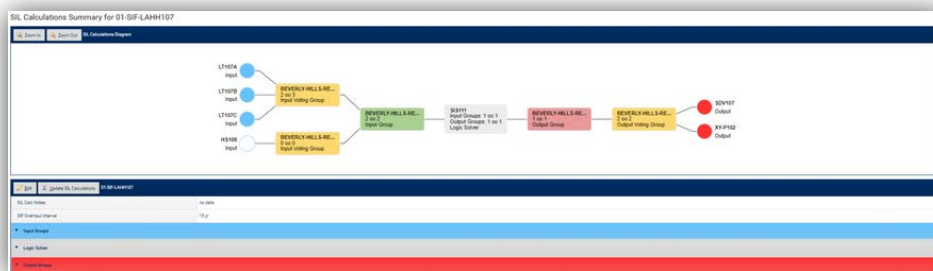 SIL Calculations Summary for 01-SIF-LAHH107
Zoom In
Zoom Out
SIL Calculations Diagram
LT107A
Input
LT107B
Input
LT107C
Input
HS108
Input
BEVERLY-HILLS-RE...
2 oo 3
Input Voting Group
BEVERLY-HILLS-RE...
0 oo 0
Input Voting Group
BEVERLY-HILLS-RE...
2 oo 2
Input Group
SIS111
Input Groups: 1 oo 1
Output Groups: 1 oo 1
Logic Solver
BEVERLY-HILLS-RE...
1 oo 1
Output Group
BEVERLY-HILLS-RE...
2 oo 2
Output Voting Group
SDV107
Output
XY-P102
Output
Edit
Update SIL Calculations
01-SIF-LAHH107
SIL Calc Notes
no data
SIF Overhaul Interval
15 yr
Input Groups
Logic Solver
Output Groups